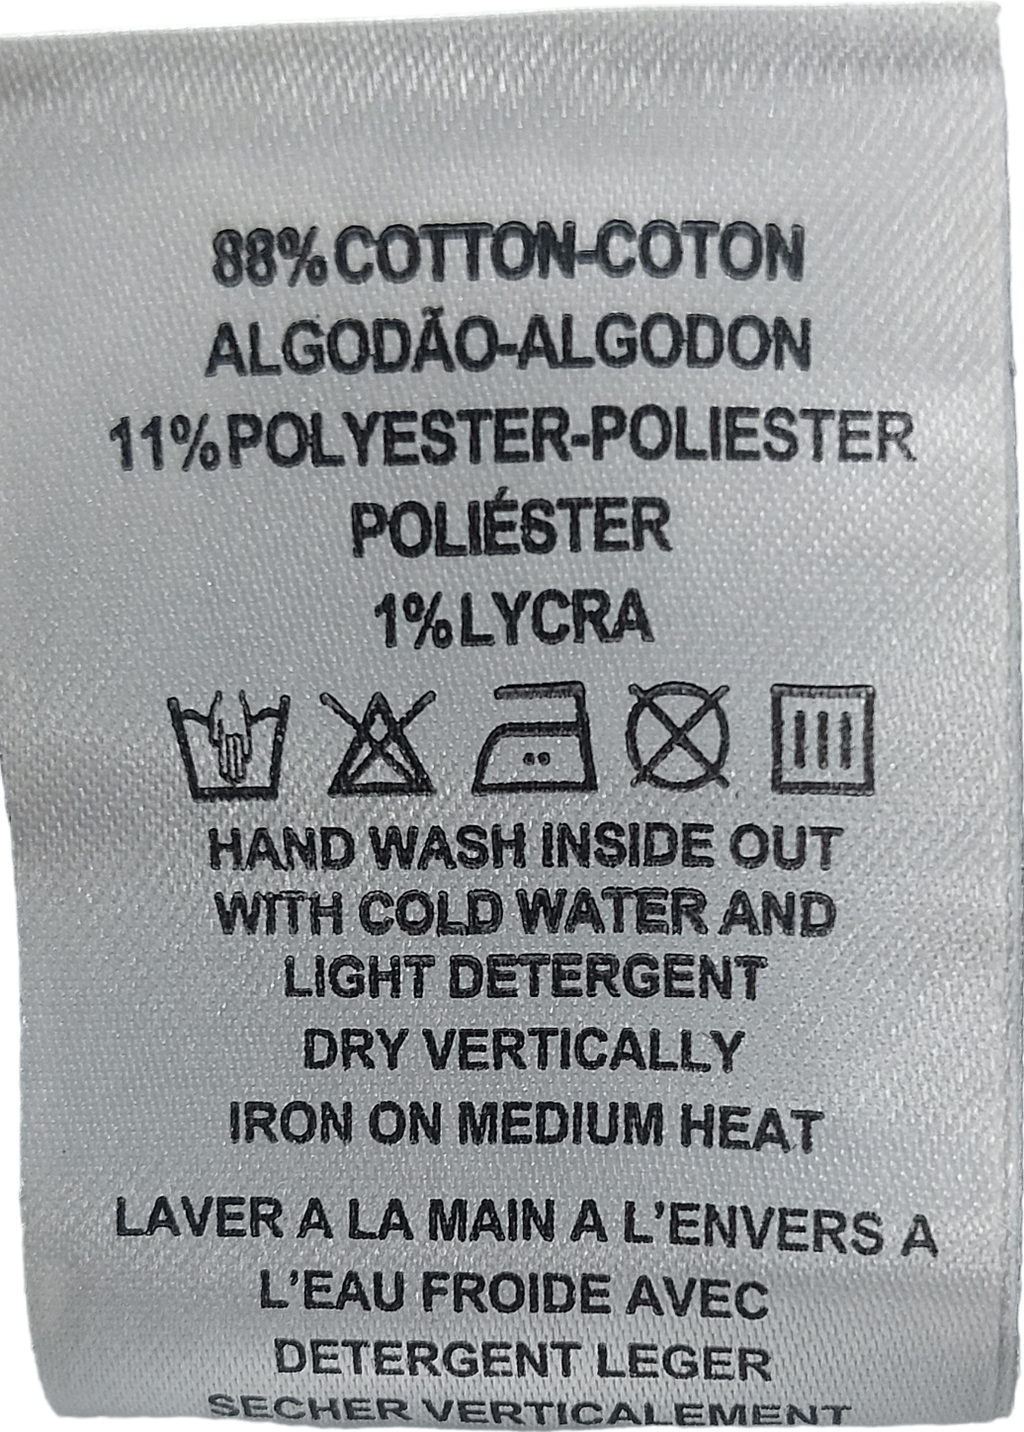 88% COTTON-COTON
ALGODÃO-ALGODON
11% POLYESTER-POLIESTER
POLIÉSTER
1% LYCRA
HAND WASH INSIDE OUT
WITH COLD WATER AND
LIGHT DETERGENT
DRY VERTICALLY
IRON ON MEDIUM HEAT
LAVER A LA MAIN A L'ENVERS A
L'EAU FROIDE AVEC
DETERGENT LEGER
SECHER VERTICALEMENT